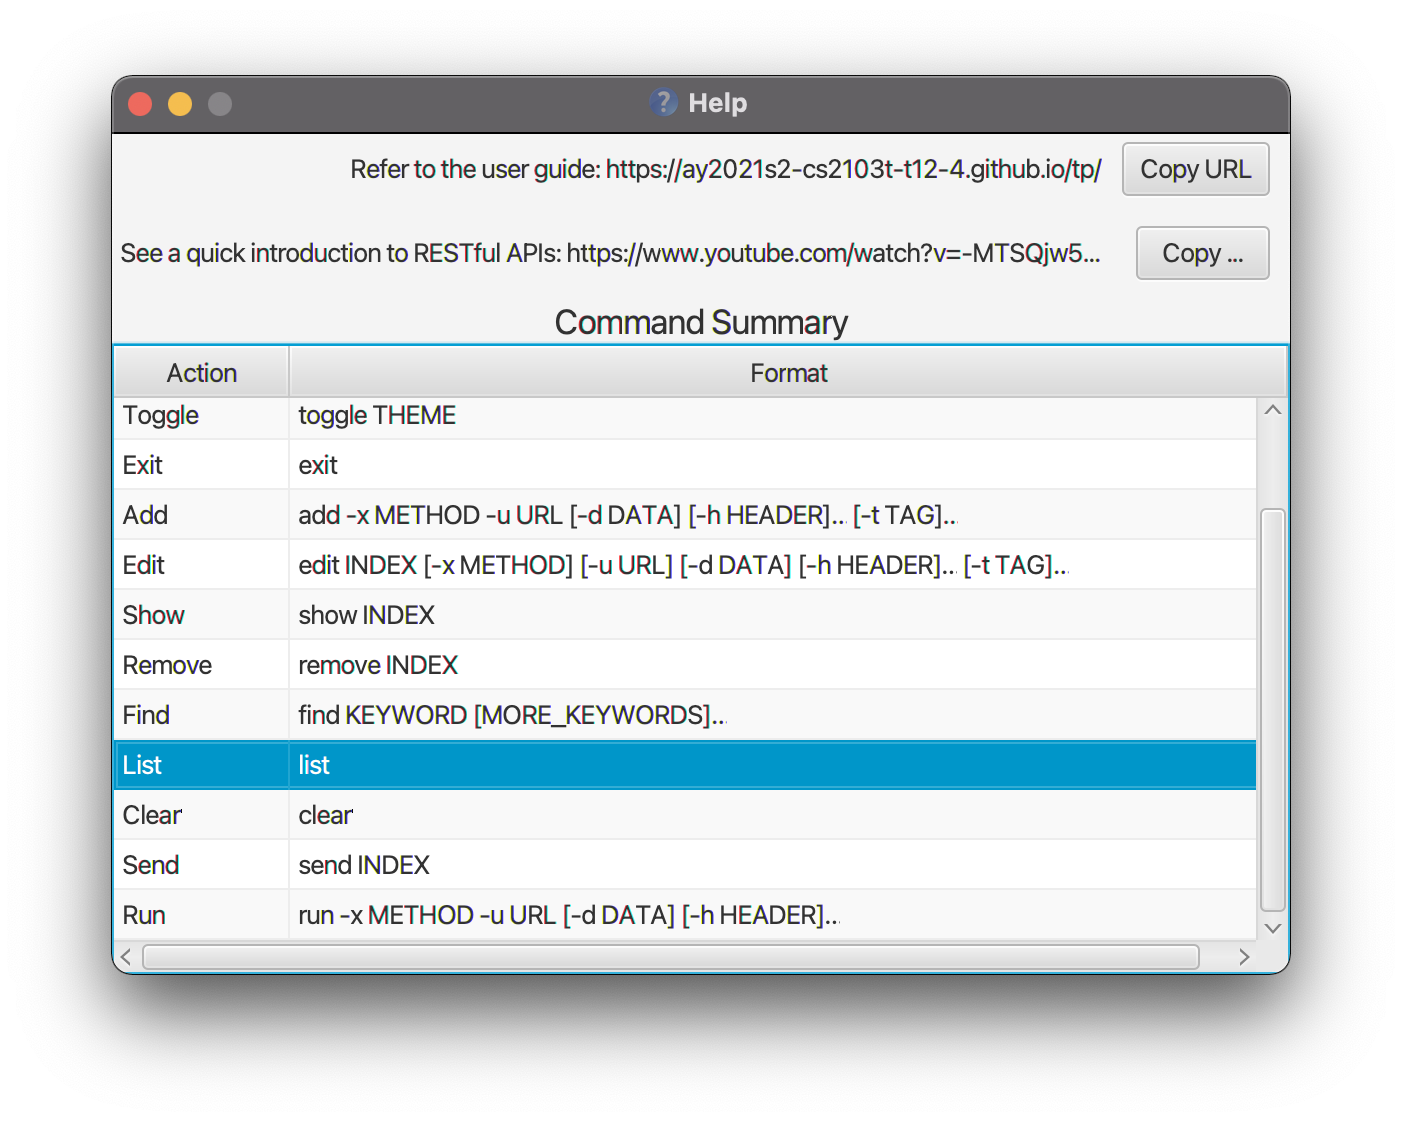 Help
Refer to the user guide: https://ay2021s2-cs2103t-t12-4.github.io/tp/ Copy URL
See a quick introduction to RESTful APIs: https://www.youtube.com/watch?v=-MTSQjw5... Copy ...
Command Summary
Action Format
Toggle toggle THEME
Exit exit
Add add -x METHOD -u URL [-d DATA] [-h HEADER]… [-t TAG]…
Edit edit INDEX [-x METHOD] [-u URL] [-d DATA] [-h HEADER]… [-t TAG]…
Show show INDEX
Remove remove INDEX
Find find KEYWORD [MORE_KEYWORDS]…
List list
Clear clear
Send send INDEX
Run run -x METHOD -u URL [-d DATA] [-h HEADER]…